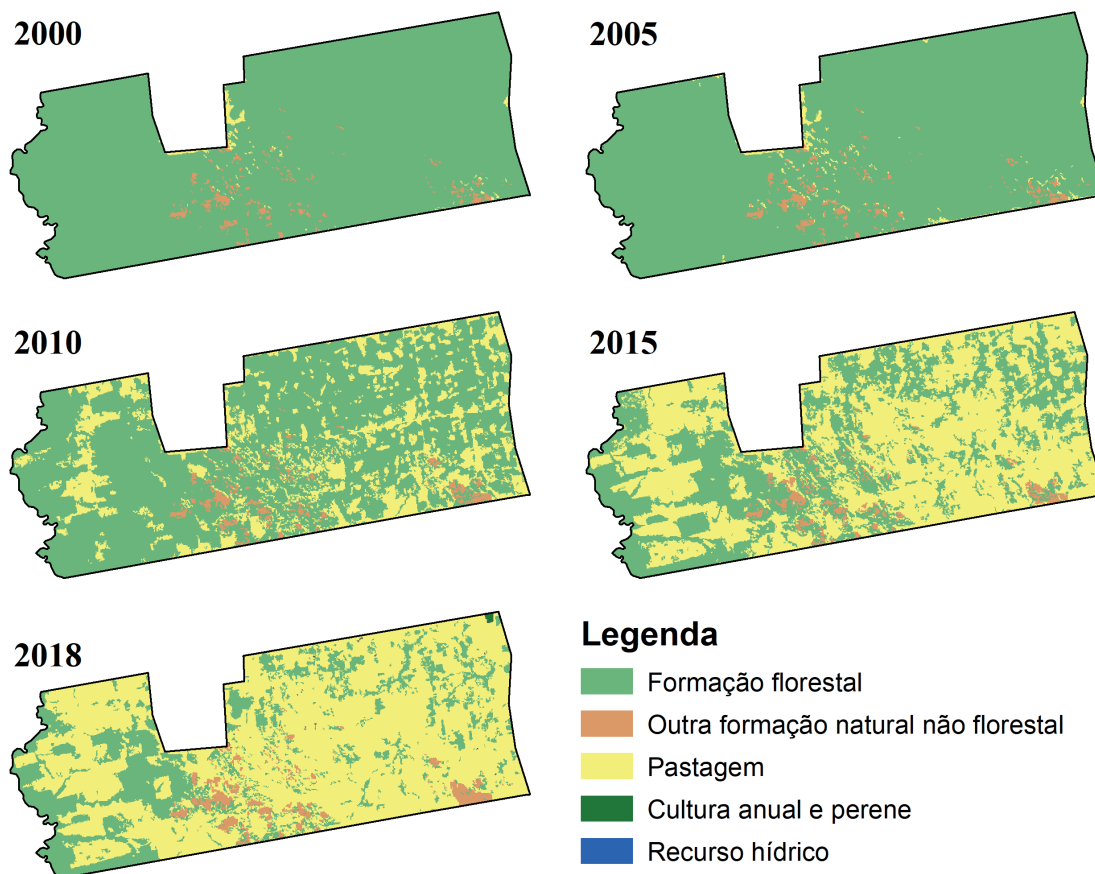 2000
2005
2010
2015
2018
Legenda
Formação florestal
Outra formação natural não florestal
Pastagem
Cultura anual e perene
Recurso hídrico